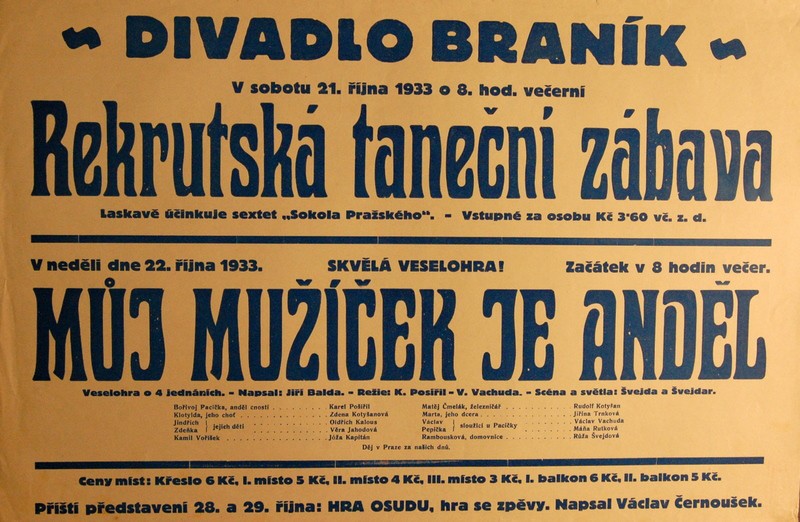 DIVADLO BRANÍK
V sobotu 21. října 1933 o 8. hod. večerní
Rekrutská taneční zábava
Laskavě účinkuje sextet „Sokola Pražského“. - Vstupné za osobu Kč 3·60 vč. z. d.
V neděli dne 22. října 1933. SKVĚLÁ VESELOHRA! Začátek v 8 hodin večer.
MŮJ MUŽÍČEK JE ANDĚL
Veselohra o 4 jednáních. - Napsal: Jiří Balda. - Režie: K. Posiřil - V. Vachuda. - Scéna a světla: Švejda a Švejdar.
Bořivoj Pacička, anděl cnosti . . . . . . . . Karel Pošiřil
Klotylda, jeho choť . . . . . . . . Zdena Kotyšanová
Jindřich } jejich děti . . . . . . . . Oldřich Kalous
Zdeňka . . . . . . . . Věra Jahodová
Kamil Voříšek . . . . . . . . Jóža Kapitán
Matěj Čmelák, železničář . . . . . . . . Rudolf Kotyšan
Marta, jeho dcera . . . . . . . . Jiřina Trnková
Václav } sloužící u Pacičky . . . . . . . . Václav Vachuda
Pepička . . . . . . . . Máňa Rutková
Rambousková, domovnice . . . . . . . . Růža Švejdová
Děj v Praze za našich dnů.
Ceny míst: Křeslo 6 Kč, I. místo 5 Kč, II. místo 4 Kč, III. místo 3 Kč, I. balkon 6 Kč, II. balkon 5 Kč.
Příští představení 28. a 29. října: HRA OSUDU, hra se zpěvy. Napsal Václav Černoušek.